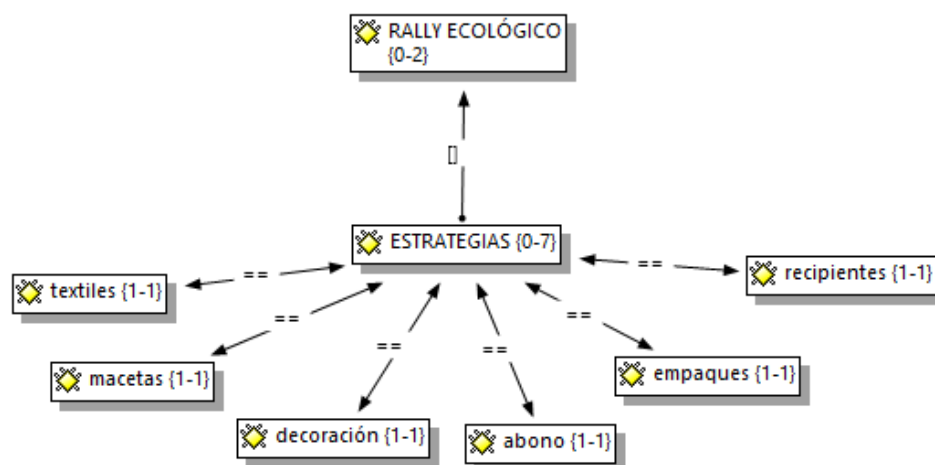 RALLY ECOLÓGICO
{0-2}
[]
ESTRATEGIAS {0-7}
==
==
textiles {1-1}
recipientes {1-1}
==
==
==
==
macetas {1-1}
empaques {1-1}
decoración {1-1}
abono {1-1}